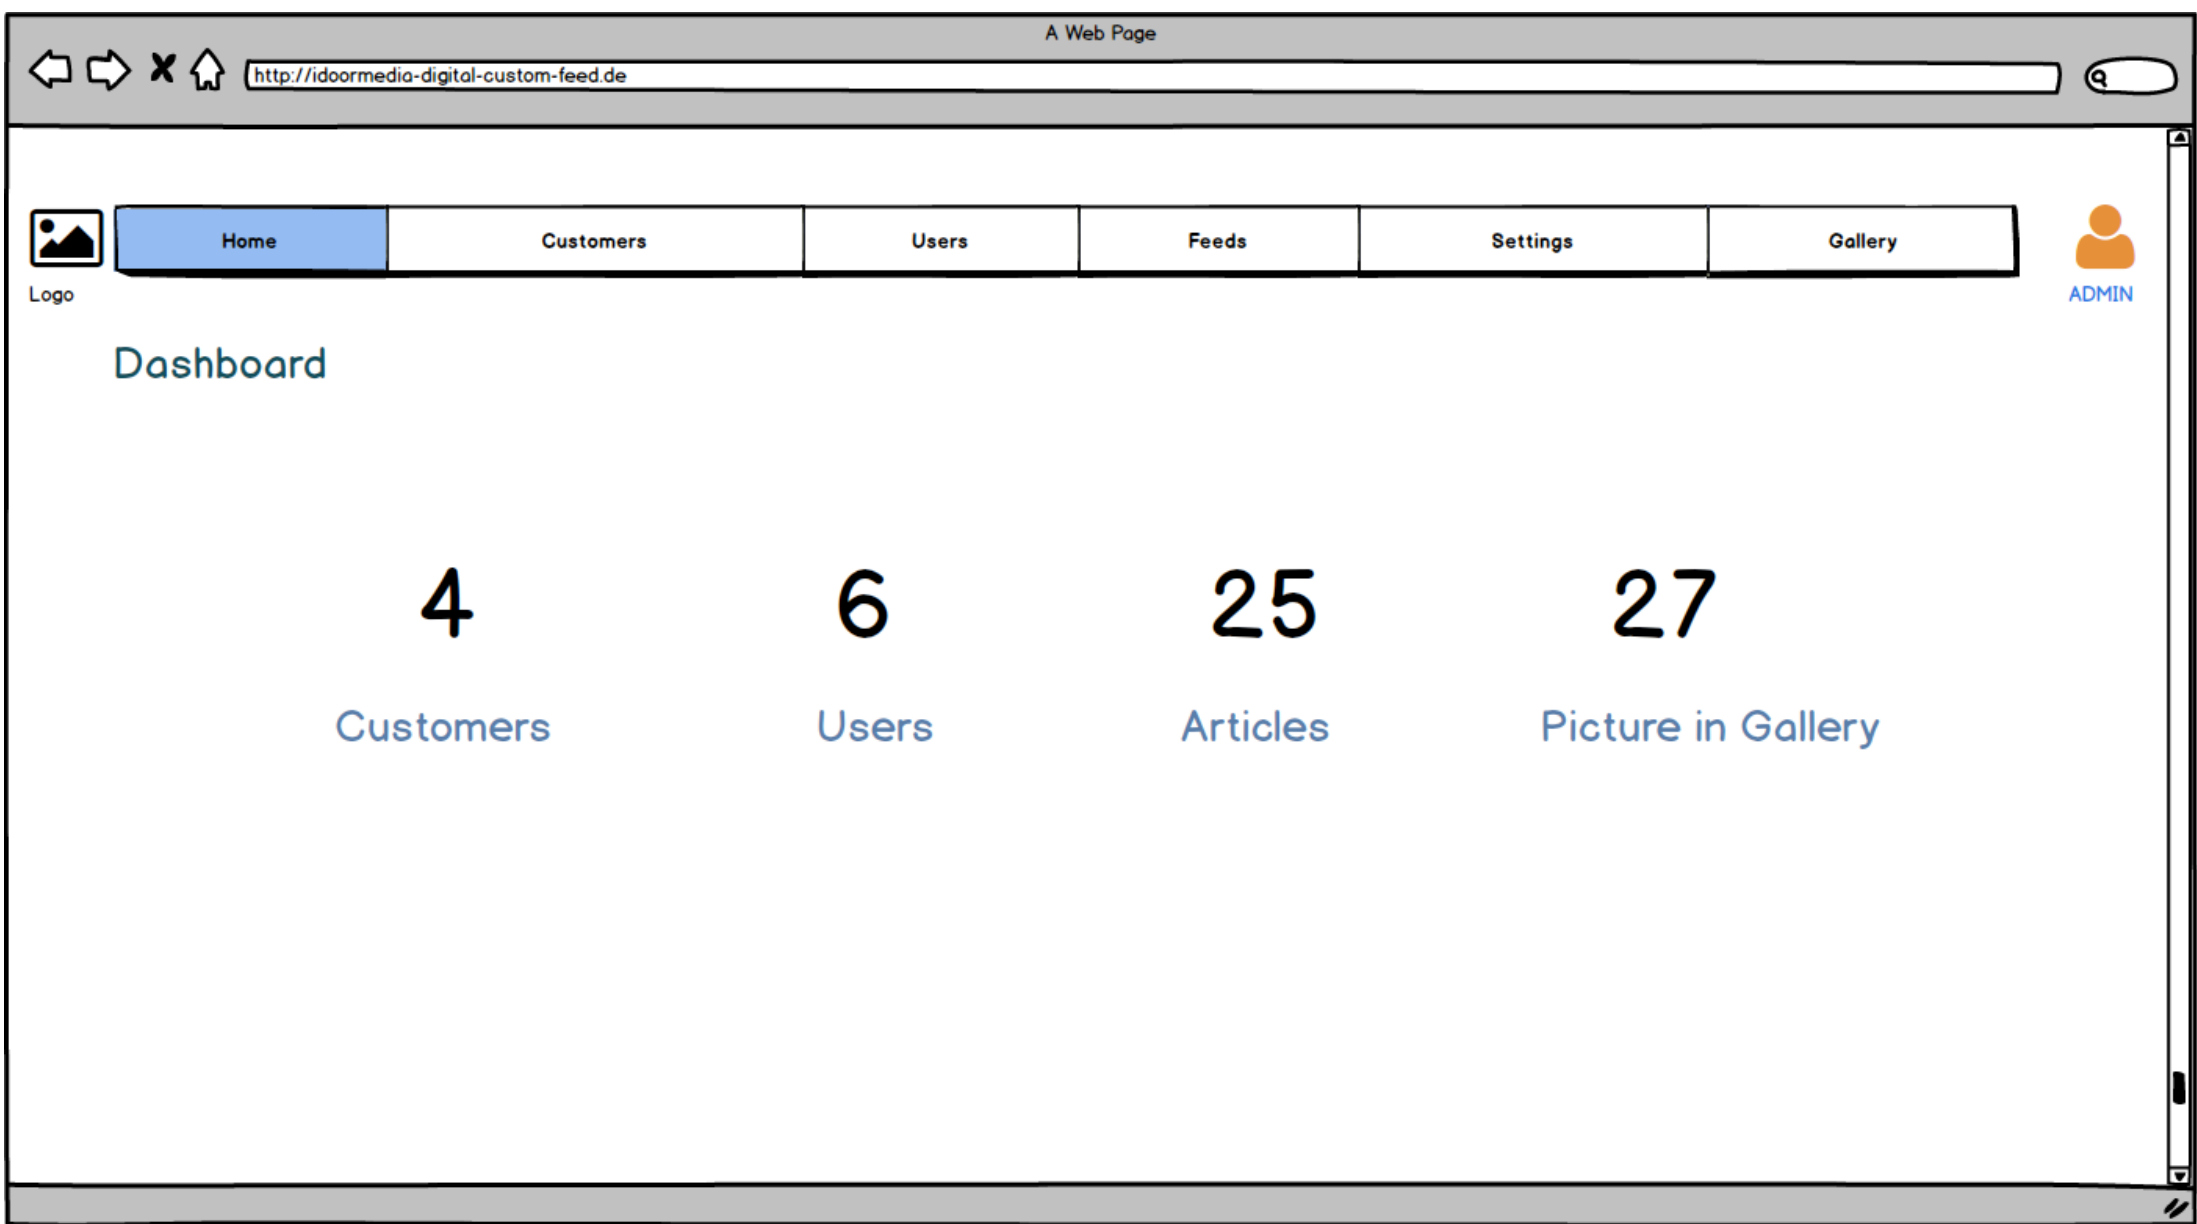 A Web Page
http://idoormedia-digital-custom-feed.de
Home Customers Users Feeds Settings Gallery
Logo
ADMIN
Dashboard
4 6 25 27
Customers Users Articles Picture in Gallery